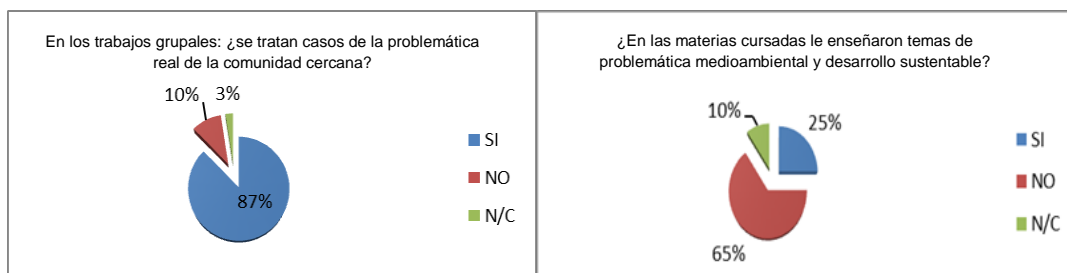 En los trabajos grupales: ¿se tratan casos de la problemática
real de la comunidad cercana?
10%
3%
87%
SI
NO
N/C
¿En las materias cursadas le enseñaron temas de
problemática medioambiental y desarrollo sustentable?
10%
25%
65%
SI
NO
N/C